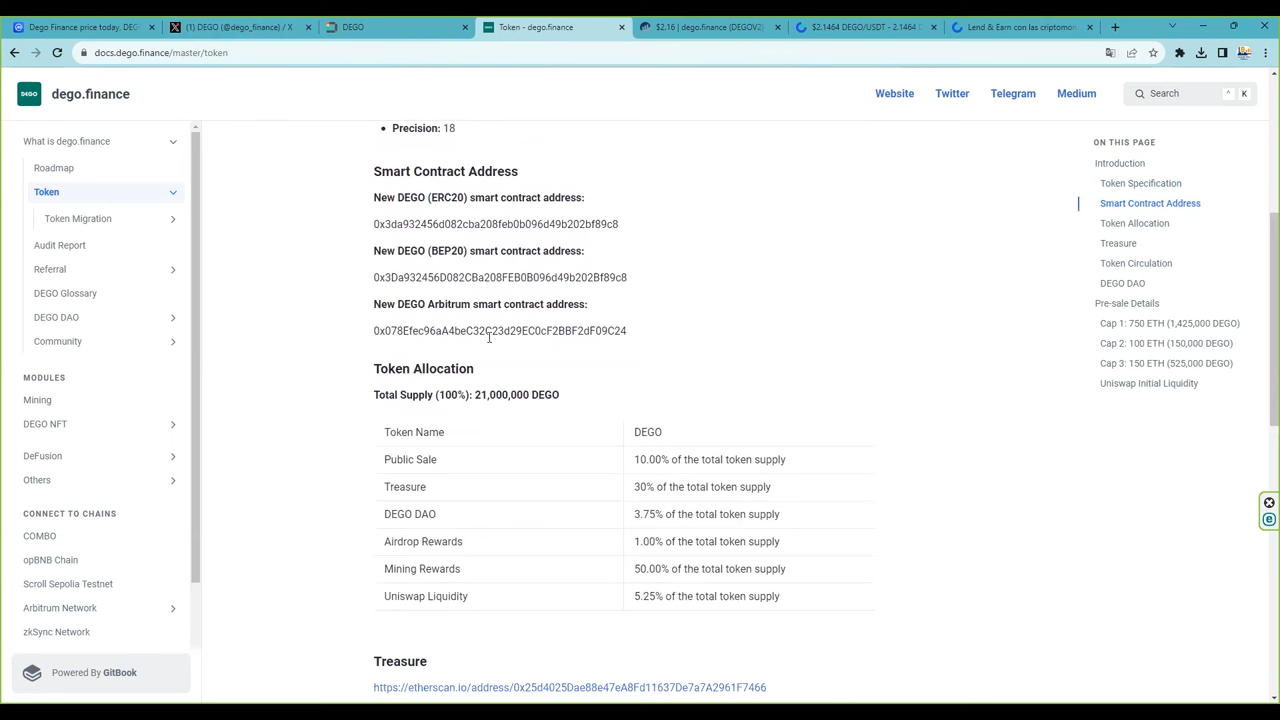 Dego Finance price today, DEG
(1) DEGO (@dego_finance) / X
DEGO
Token - dego.finance
$2,16 | dego.finance (DEGOV2)
$2.1464 DEGO/USDT - 2.1464
Lend & Earn con las criptomon
docs.dego.finance/master/token
DEGO
dego.finance
Website
Twitter
Telegram
Medium
Search
^
K
What is dego.finance
Roadmap
Token
Token Migration
Audit Report
Referral
DEGO Glossary
DEGO DAO
Community
MODULES
Mining
DEGO NFT
DeFusion
Others
CONNECT TO CHAINS
COMBO
opBNB Chain
Scroll Sepolia Testnet
Arbitrum Network
zkSync Network
Powered By GitBook
Precision: 18
Smart Contract Address
New DEGO (ERC20) smart contract address:
0x3da932456d082cba208feb0b096d49b202bf89c8
New DEGO (BEP20) smart contract address:
0x3Da932456D082CBa208FEB0B096d49b202Bf89c8
New DEGO Arbitrum smart contract address:
0x078Efec96aA4beC32C23d29EC0cF2BBF2dF09C24
Token Allocation
Total Supply (100%): 21,000,000 DEGO
Token Name DEGO
Public Sale 10.00% of the total token supply
Treasure 30% of the total token supply
DEGO DAO 3.75% of the total token supply
Airdrop Rewards 1.00% of the total token supply
Mining Rewards 50.00% of the total token supply
Uniswap Liquidity 5.25% of the total token supply
Treasure
https://etherscan.io/address/0x25d4025Dae88e47eA8Fd11637De7a7A2961F7466
ON THIS PAGE
Introduction
Token Specification
Smart Contract Address
Token Allocation
Treasure
Token Circulation
DEGO DAO
Pre-sale Details
Cap 1: 750 ETH (1,425,000 DEGO)
Cap 2: 100 ETH (150,000 DEGO)
Cap 3: 150 ETH (525,000 DEGO)
Uniswap Initial Liquidity